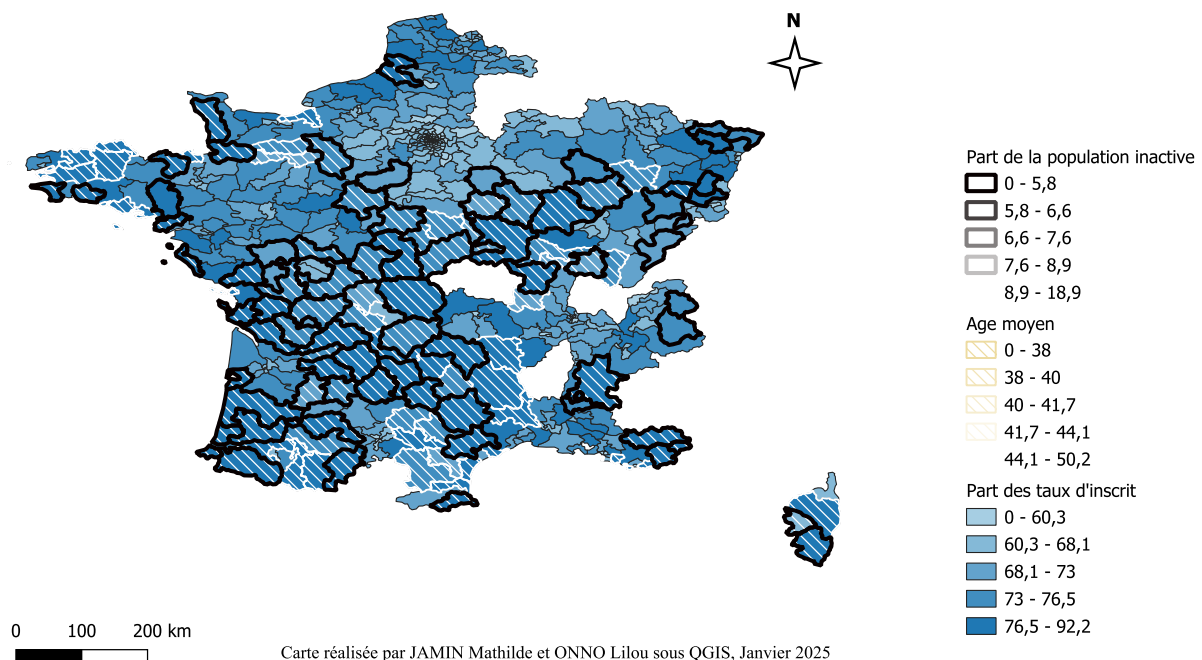 N
Part de la population inactive
0 - 5,8
5,8 - 6,6
6,6 - 7,6
7,6 - 8,9
8,9 - 18,9
Age moyen
0 - 38
38 - 40
40 - 41,7
41,7 - 44,1
44,1 - 50,2
Part des taux d'inscrit
0 - 60,3
60,3 - 68,1
68,1 - 73
73 - 76,5
76,5 - 92,2
0 100 200 km
Carte réalisée par JAMIN Mathilde et ONNO Lilou sous QGIS, Janvier 2025